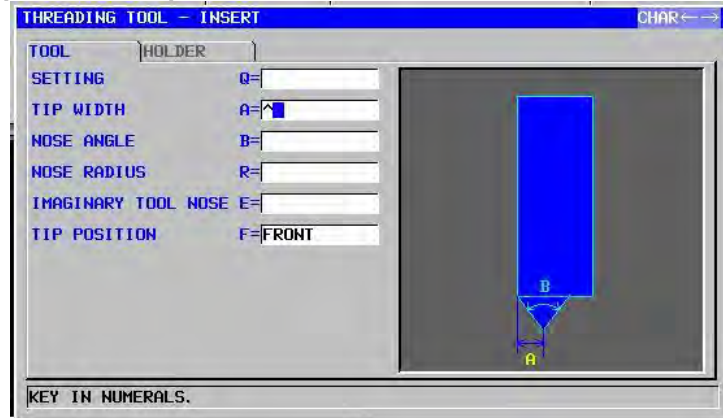 THREADING TOOL - INSERT CHAR←→
TOOL HOLDER
SETTING Q=
TIP WIDTH A=^
NOSE ANGLE B=
NOSE RADIUS R=
IMAGINARY TOOL NOSE E=
TIP POSITION F=FRONT
B
A
KEY IN NUMERALS.